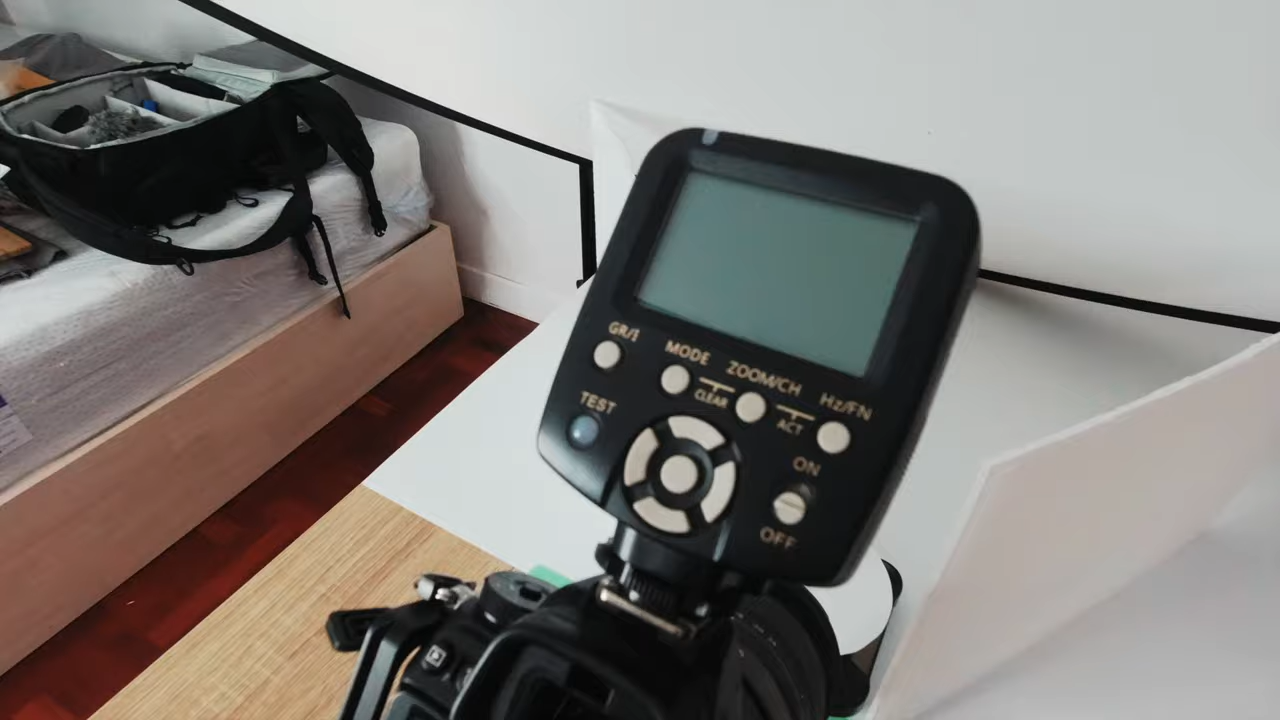 GR/
MODE
ZOOM/CH
Hz/FN
CLEAR
ACT
TEST
ON
OFF